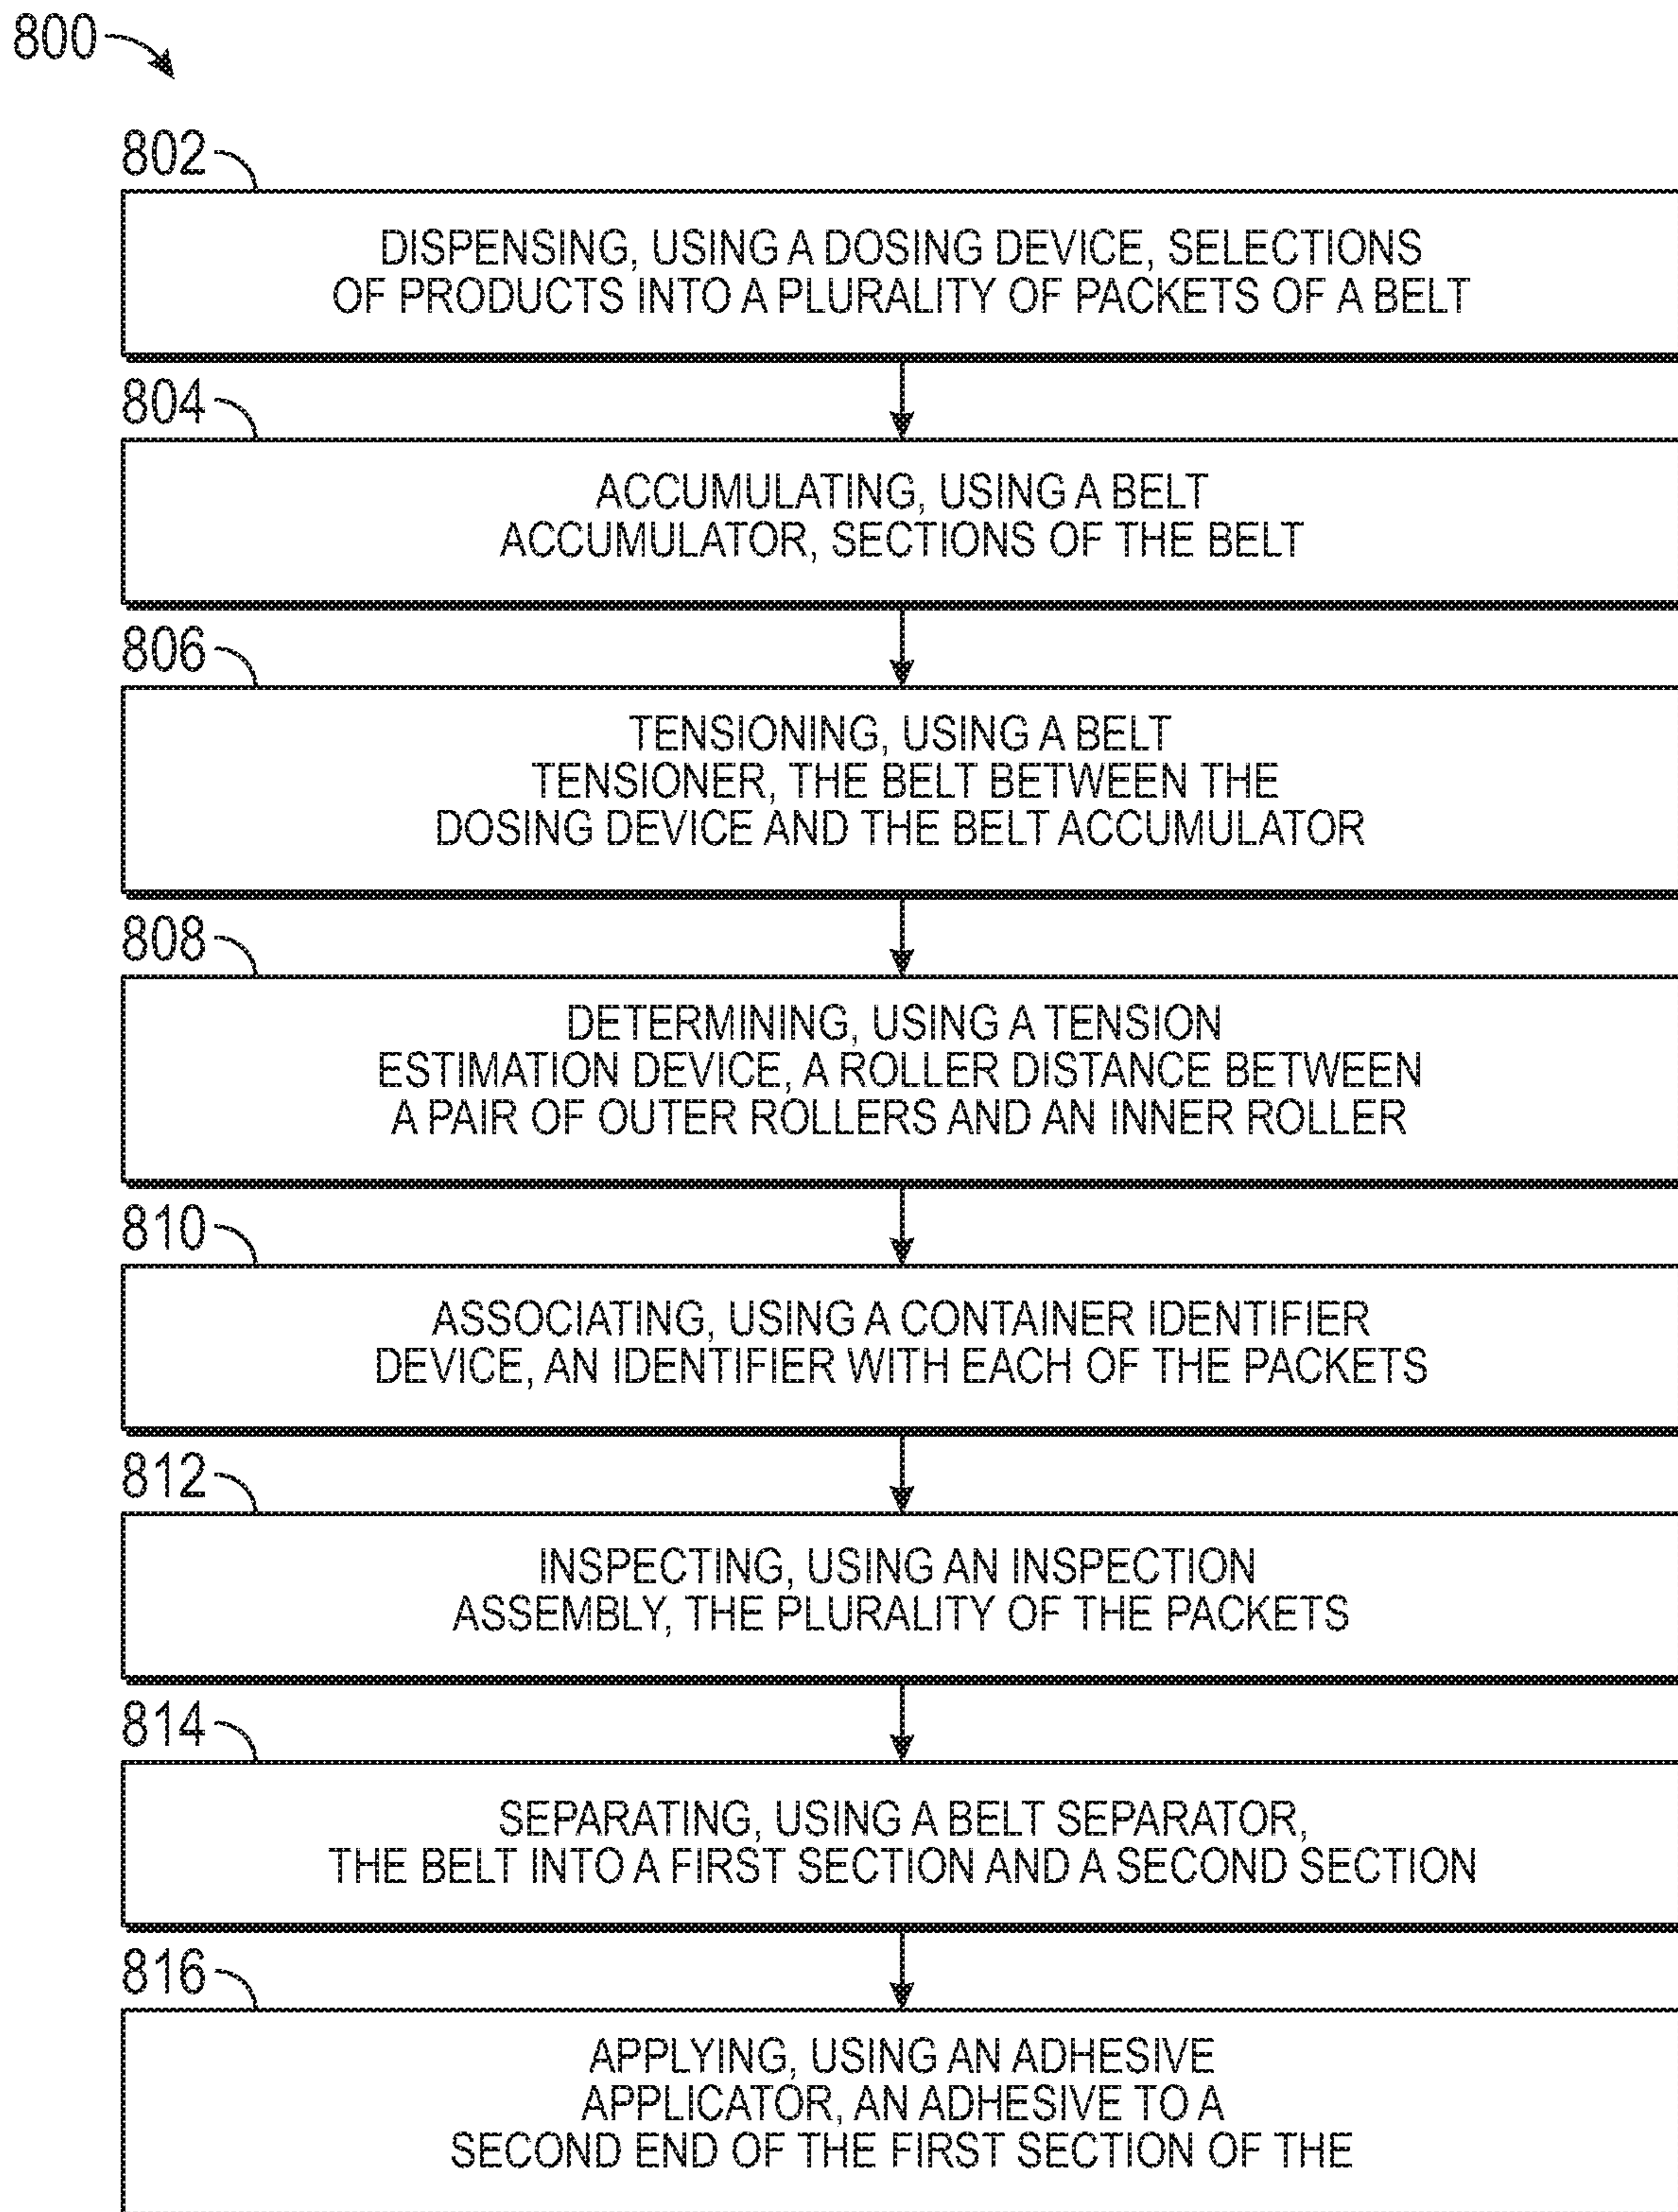 800
802
DISPENSING, USING A DOSING DEVICE, SELECTIONS
OF PRODUCTS INTO A PLURALITY OF PACKETS OF A BELT
804
ACCUMULATING, USING A BELT
ACCUMULATOR, SECTIONS OF THE BELT
806
TENSIONING, USING A BELT
TENSIONER, THE BELT BETWEEN THE
DOSING DEVICE AND THE BELT ACCUMULATOR
808
DETERMINING, USING A TENSION
ESTIMATION DEVICE, A ROLLER DISTANCE BETWEEN
A PAIR OF OUTER ROLLERS AND AN INNER ROLLER
810
ASSOCIATING, USING A CONTAINER IDENTIFIER
DEVICE, AN IDENTIFIER WITH EACH OF THE PACKETS
812
INSPECTING, USING AN INSPECTION
ASSEMBLY, THE PLURALITY OF THE PACKETS
814
SEPARATING, USING A BELT SEPARATOR,
THE BELT INTO A FIRST SECTION AND A SECOND SECTION
816
APPLYING, USING AN ADHESIVE
APPLICATOR, AN ADHESIVE TO A
SECOND END OF THE FIRST SECTION OF THE